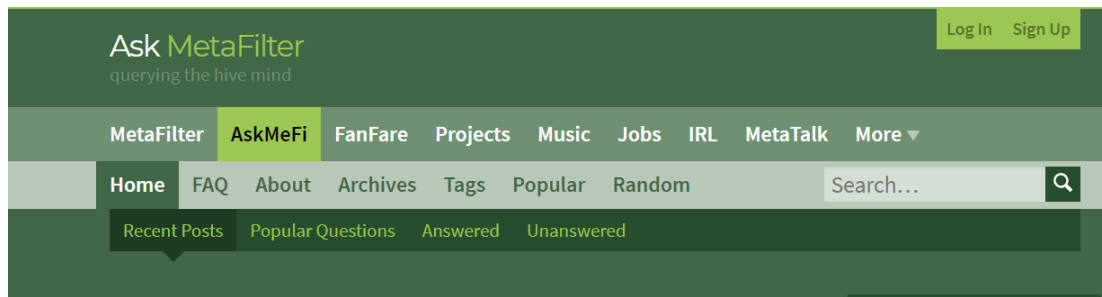 Log In Sign Up
Ask MetaFilter
querying the hive mind
MetaFilter AskMeFi FanFare Projects Music Jobs IRL MetaTalk More
Home FAQ About Archives Tags Popular Random Search...
Recent Posts Popular Questions Answered Unanswered